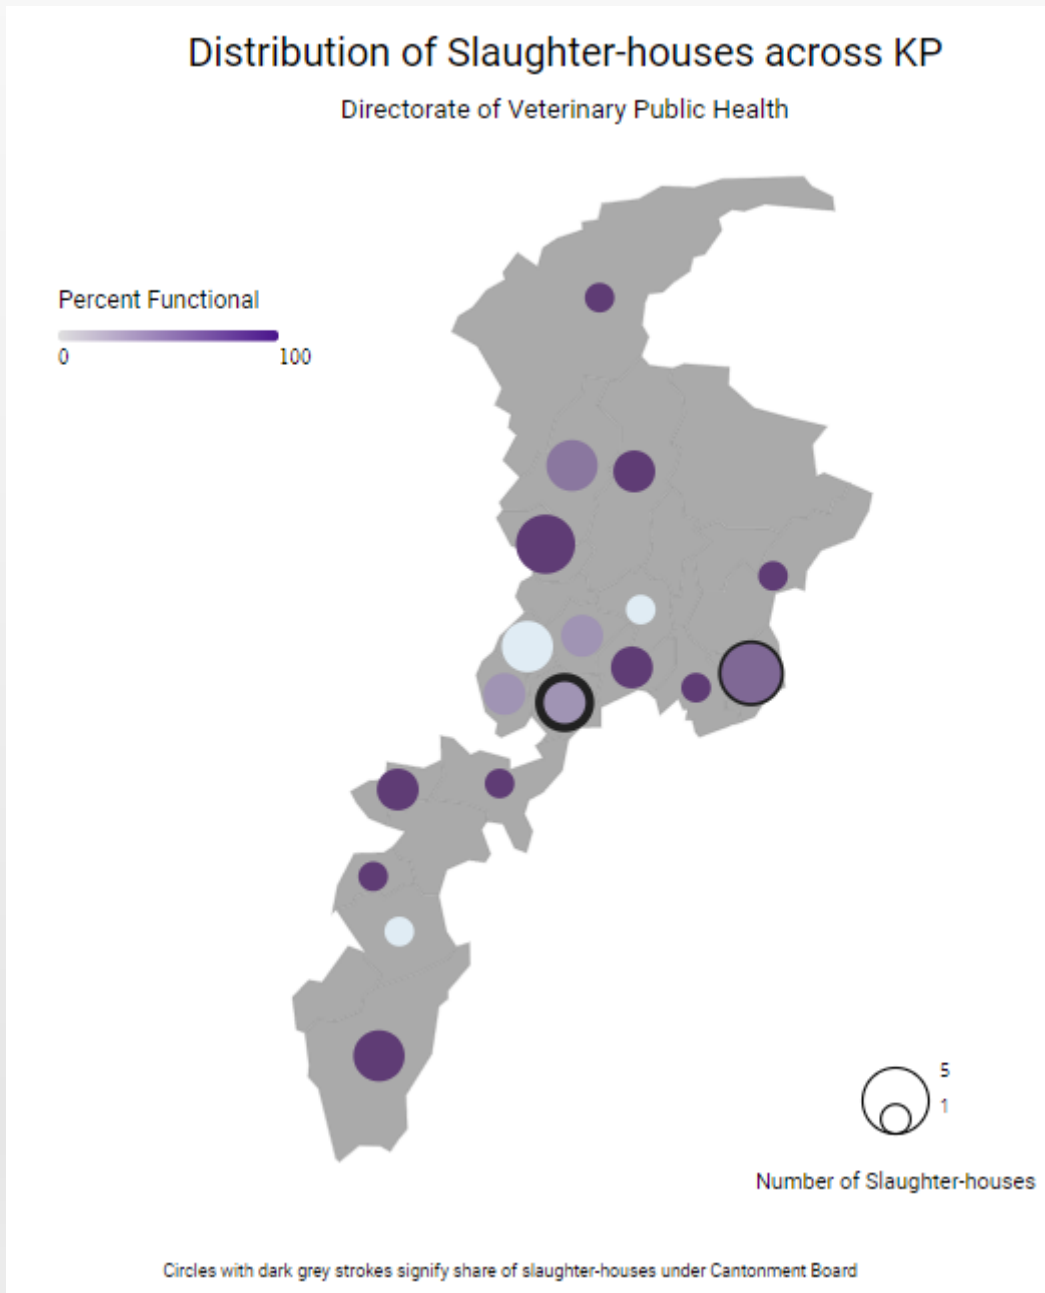 Distribution of Slaughter-houses across KP
Directorate of Veterinary Public Health
Percent Functional
0 100
5
1
Number of Slaughter-houses
Circles with dark grey strokes signify share of slaughter-houses under Cantonment Board